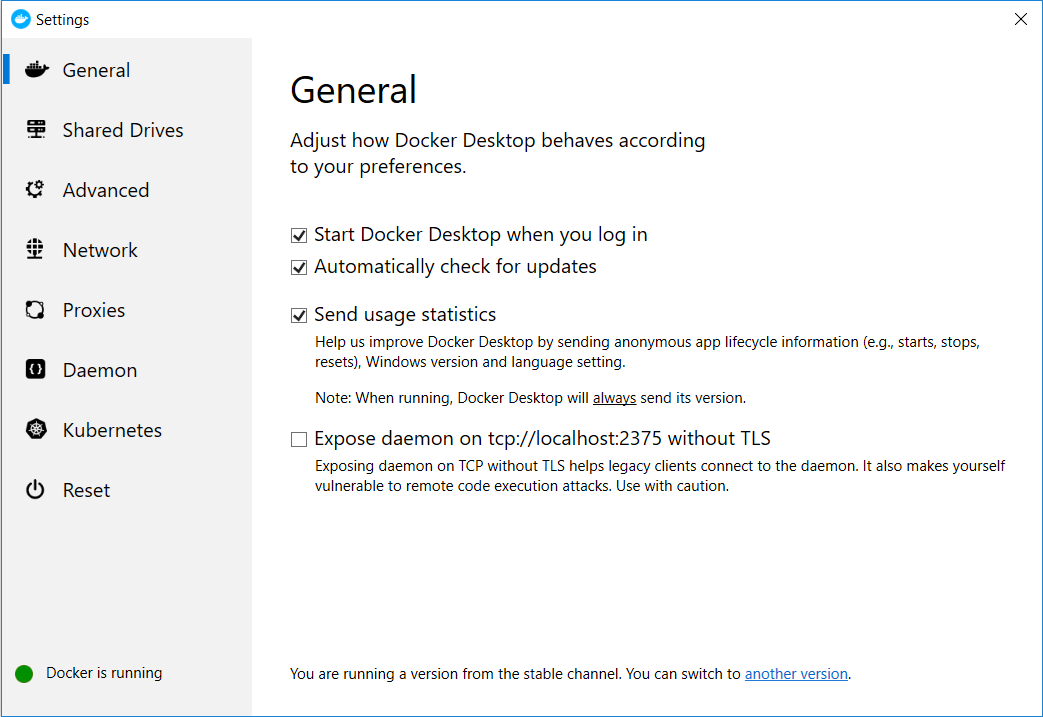 Settings
General
Shared Drives
Advanced
Network
Proxies
Daemon
Kubernetes
Reset
Docker is running
General
Adjust how Docker Desktop behaves according
to your preferences.
Start Docker Desktop when you log in
Automatically check for updates
Send usage statistics
Help us improve Docker Desktop by sending anonymous app lifecycle information (e.g., starts, stops,
resets), Windows version and language setting.
Note: When running, Docker Desktop will always send its version.
Expose daemon on tcp://localhost:2375 without TLS
Exposing daemon on TCP without TLS helps legacy clients connect to the daemon. It also makes yourself
vulnerable to remote code execution attacks. Use with caution.
You are running a version from the stable channel. You can switch to another version.